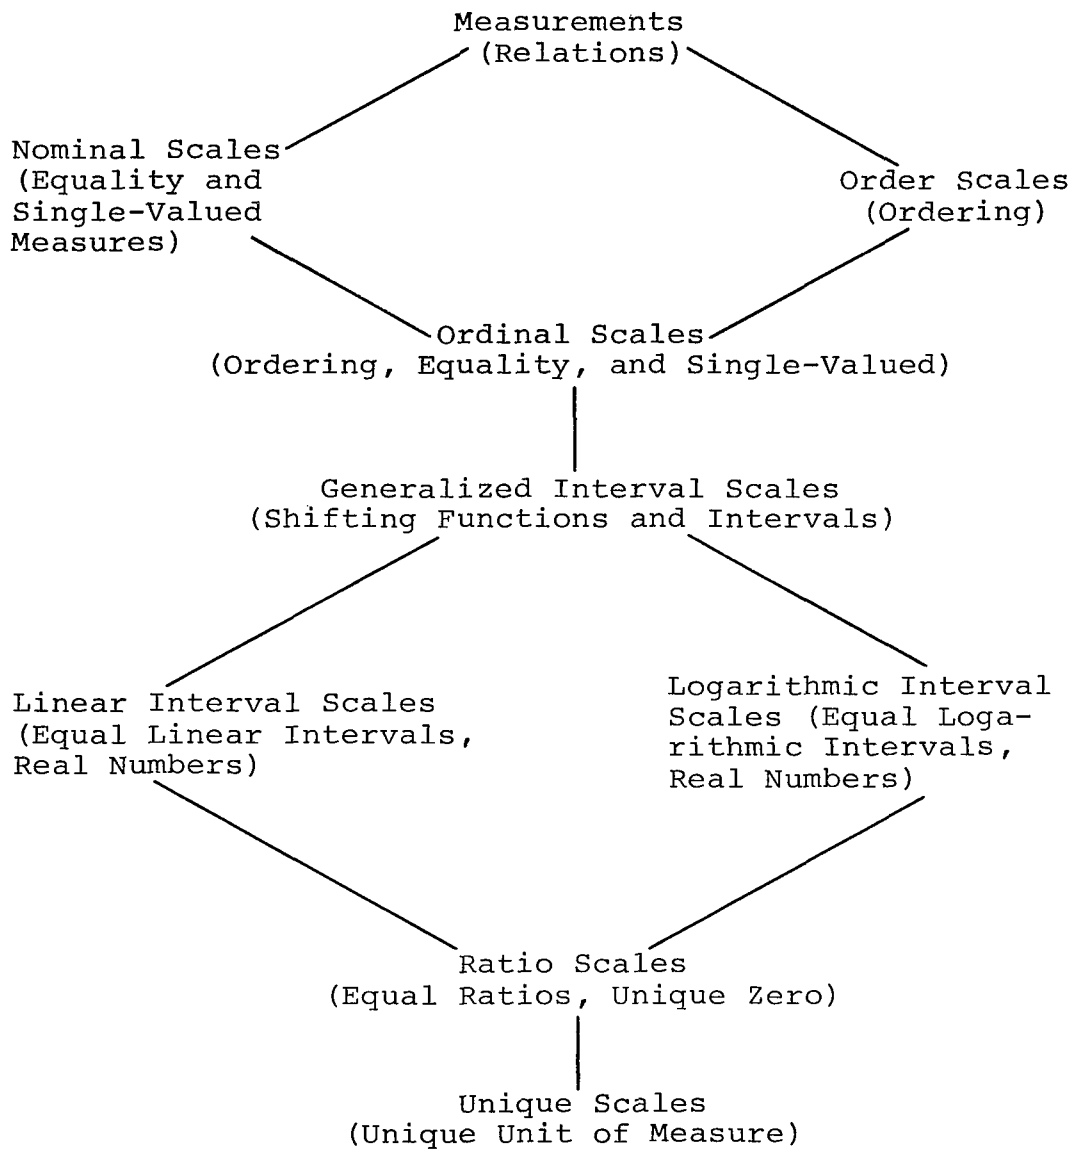 Measurements
(Relations)
Nominal Scales
(Equality and
Single-Valued
Measures)
Order Scales
(Ordering)
Ordinal Scales
(Ordering, Equality, and Single-Valued)
Generalized Interval Scales
(Shifting Functions and Intervals)
Linear Interval Scales
(Equal Linear Intervals,
Real Numbers)
Logarithmic Interval
Scales (Equal Loga-
rithmic Intervals,
Real Numbers)
Ratio Scales
(Equal Ratios, Unique Zero)
Unique Scales
(Unique Unit of Measure)